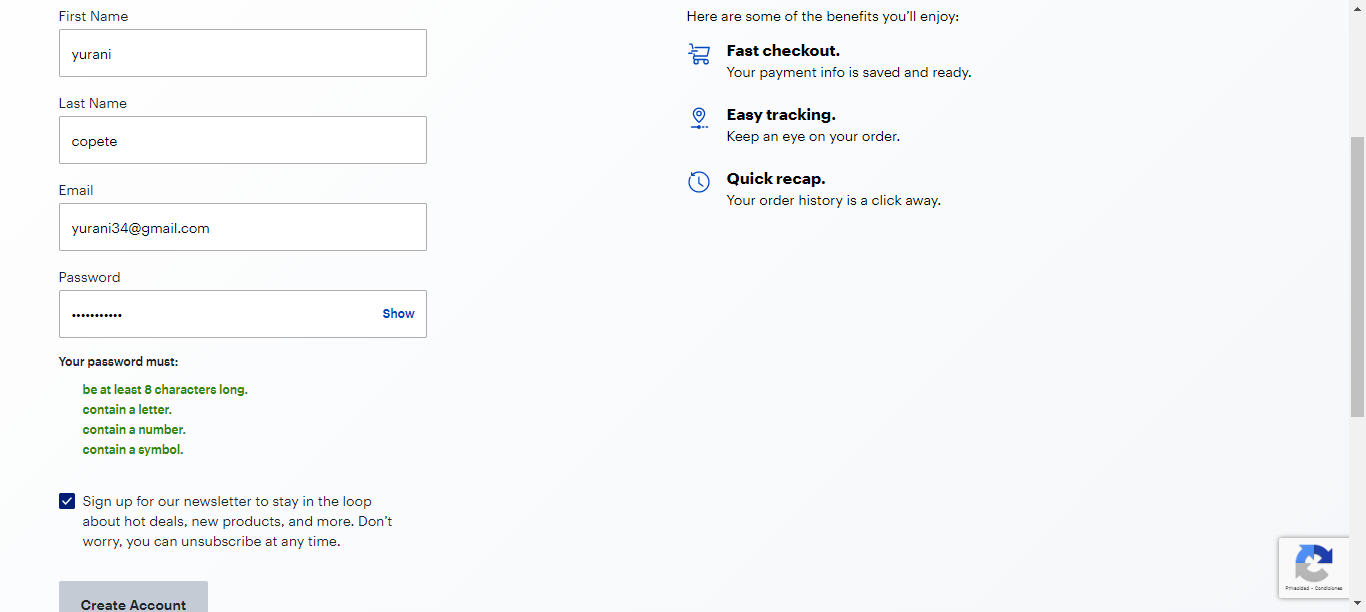 First Name
yurani
Last Name
copete
Email
yurani34@gmail.com
Password
•••••••••••
Show
Your password must:
be at least 8 characters long.
contain a letter.
contain a number.
contain a symbol.
Sign up for our newsletter to stay in the loop
about hot deals, new products, and more. Don’t
worry, you can unsubscribe at any time.
Create Account
Here are some of the benefits you’ll enjoy:
Fast checkout.
Your payment info is saved and ready.
Easy tracking.
Keep an eye on your order.
Quick recap.
Your order history is a click away.
Privacidad - Condiciones